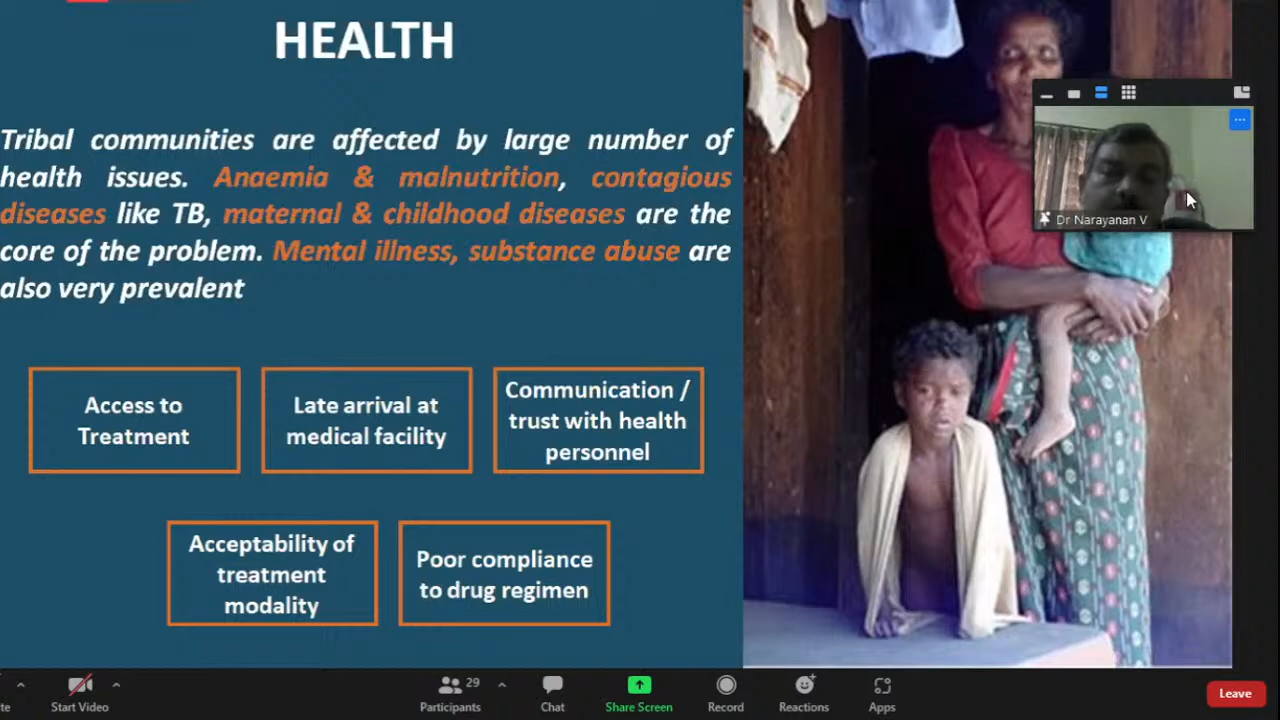 HEALTH
Tribal communities are affected by large number of
health issues. Anaemia & malnutrition, contagious
diseases like TB, maternal & childhood diseases are the
core of the problem. Mental illness, substance abuse are
also very prevalent
Access to
Treatment
Late arrival at
medical facility
Communication /
trust with health
personnel
Acceptability of
treatment
modality
Poor compliance
to drug regimen
Dr Narayanan V
te
Start Video
29
Participants
Chat
Share Screen
Record
Reactions
Apps
Leave